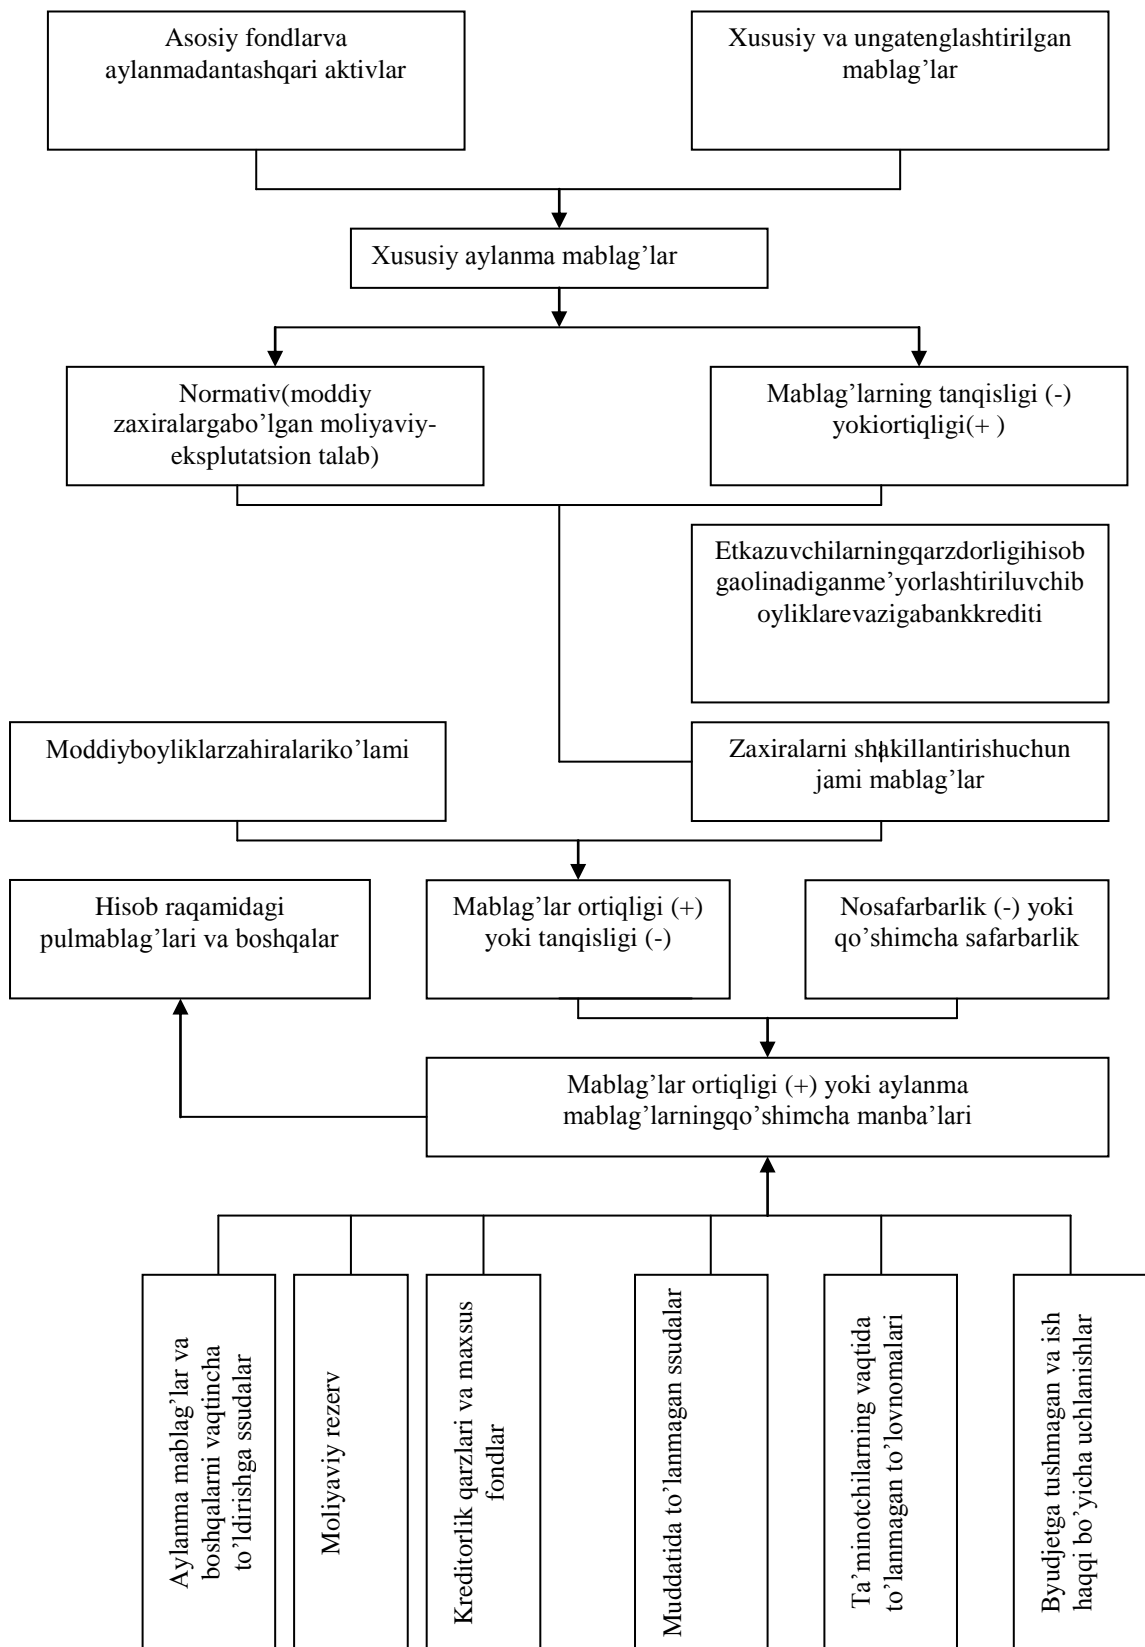 Asosiy fondlarva
aylanmadantashqari aktivlar
Xususiy va ungatenglashtirilgan
mablag’lar
Xususiy aylanma mablag’lar
Normativ(moddiy
zaxiralargabo’lgan moliyaviy-
eksplutatsion talab)
Mablag’larning tanqisligi (-)
yokiortiqligi(+ )
Etkazuvchilarningqarzdorligihisob
gaolinadiganme’yorlashtiriluvchib
oyliklarevazigabankkrediti
Moddiyboyliklarzahiralariko’lami
Zaxiralarni shakillantirishuchun
jami mablag’lar
Hisob raqamidagi
pulmablag’lari va boshqalar
Mablag’lar ortiqligi (+)
yoki tanqisligi (-)
Nosafarbarlik (-) yoki
qo’shimcha safarbarlik
Mablag’lar ortiqligi (+) yoki aylanma
mablag’larningqo’shimcha manba’lari
Aylanma mablag’lar va
boshqalarni vaqtincha
to’ldirishga ssudalar
Moliyaviy rezerv
Kreditorlik qarzlari va maxsus
fondlar
Muddatida to’lanmagan ssudalar
Ta’minotchilarning vaqtida
to’lanmagan to’lovnomalari
Byudjetga tushmagan va ish
haqqi bo’yicha uchlanishlar